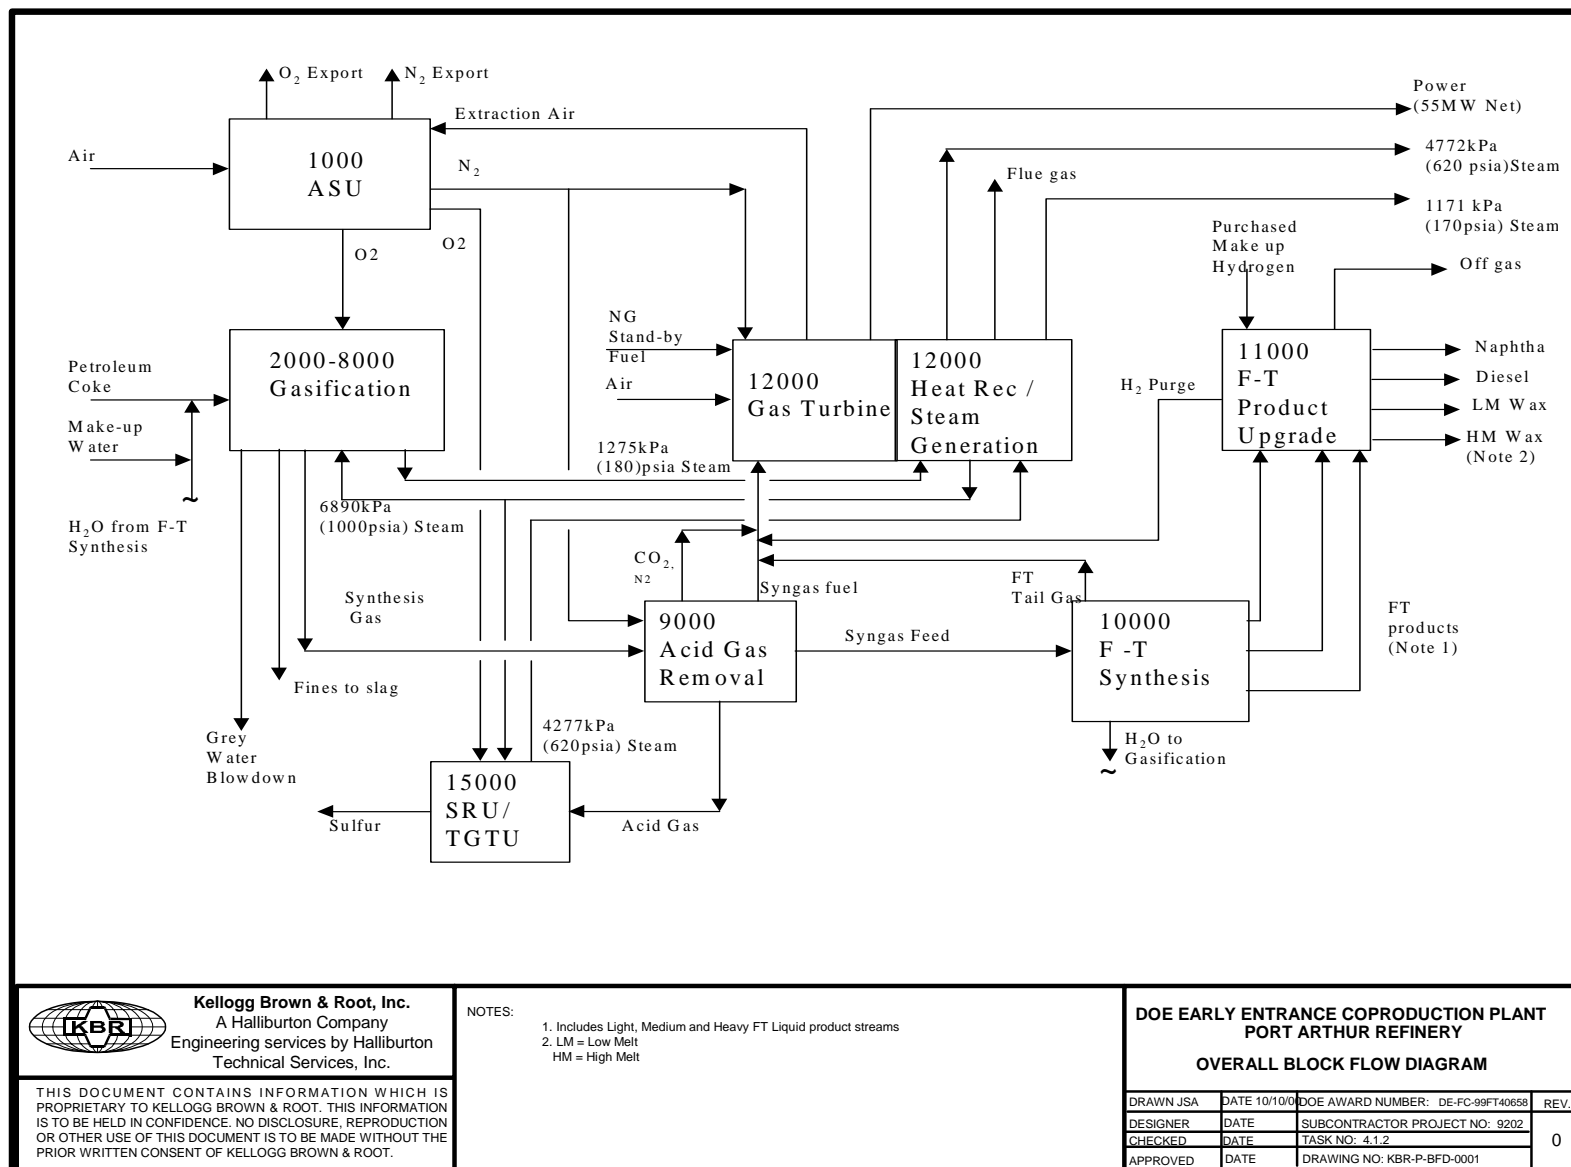 O2 Export
N2 Export
Extraction Air
Power
(55MW Net)
Air
1000
ASU
N2
4772kPa
(620 psia)Steam
Flue gas
1171 kPa
(170psia) Steam
O2
O2
Purchased
Make up
Hydrogen
Off gas
NG
Stand-by
Fuel
Air
Petroleum
Coke
2000-8000
Gasification
12000
Gas Turbine
12000
Heat Rec /
Steam
Generation
H2 Purge
11000
F-T
Product
Upgrade
Naphtha
Diesel
LM Wax
HM Wax
(Note 2)
Make-up
Water
1275kPa
(180)psia Steam
6890kPa
(1000psia) Steam
H2O from F-T
Synthesis
~
CO2,
N2
Syngas fuel
FT
Tail Gas
Synthesis
Gas
9000
Acid Gas
Removal
Syngas Feed
10000
F -T
Synthesis
FT
products
(Note 1)
Fines to slag
Grey
Water
Blowdown
4277kPa
(620psia) Steam
H2O to
Gasification
~
15000
SRU/
TGTU
Sulfur
Acid Gas
KBR
Kellogg Brown & Root, Inc.
A Halliburton Company
Engineering services by Halliburton
Technical Services, Inc.
THIS DOCUMENT CONTAINS INFORMATION WHICH IS
PROPRIETARY TO KELLOGG BROWN & ROOT. THIS INFORMATION
IS TO BE HELD IN CONFIDENCE. NO DISCLOSURE, REPRODUCTION
OR OTHER USE OF THIS DOCUMENT IS TO BE MADE WITHOUT THE
PRIOR WRITTEN CONSENT OF KELLOGG BROWN & ROOT.
NOTES:
1. Includes Light, Medium and Heavy FT Liquid product streams
2. LM = Low Melt
HM = High Melt
DOE EARLY ENTRANCE COPRODUCTION PLANT
PORT ARTHUR REFINERY
OVERALL BLOCK FLOW DIAGRAM
DRAWN JSA DATE 10/10/00 DOE AWARD NUMBER: DE-FC-99FT40658 REV.
DESIGNER DATE SUBCONTRACTOR PROJECT NO: 9202
CHECKED DATE TASK NO: 4.1.2 0
APPROVED DATE DRAWING NO: KBR-P-BFD-0001